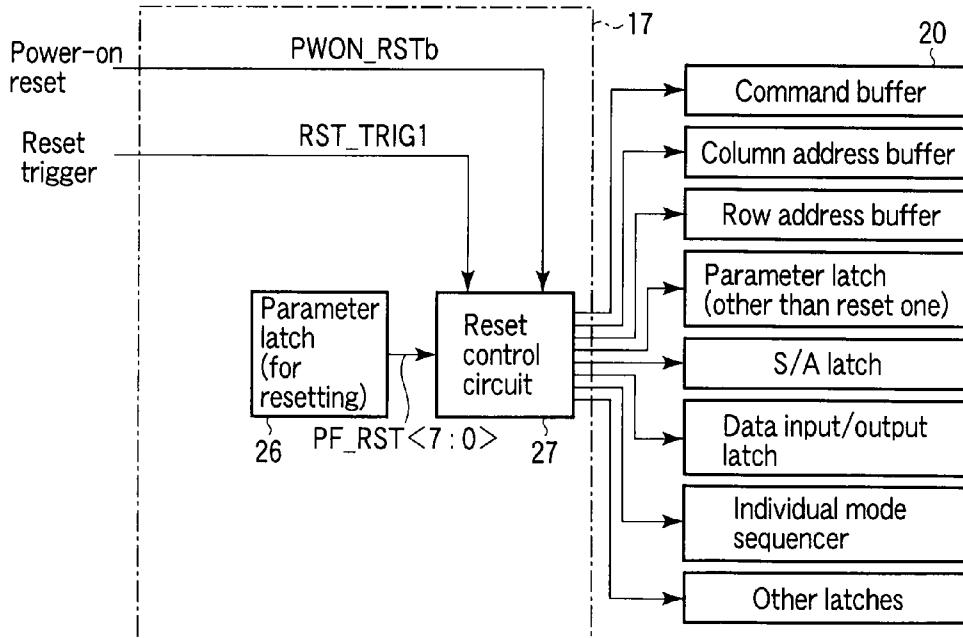 17
20
Power-on
reset
PWON_RSTb
Reset
trigger
RST_TRIG1
Parameter
latch
(for
resetting)
26
PF_RST<7:0>
Reset
control
circuit
27
Command buffer
Column address buffer
Row address buffer
Parameter latch
(other than reset one)
S/A latch
Data input/output
latch
Individual mode
sequencer
Other latches